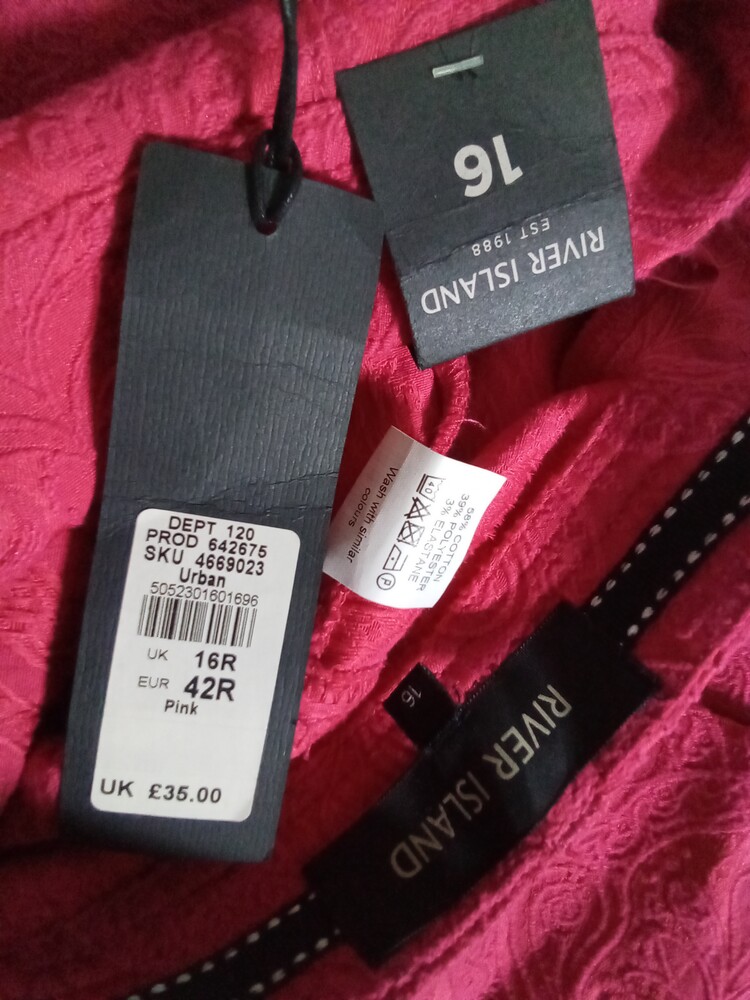 16
EST 1988
RIVER ISLAND
DEPT 120
PROD 642675
SKU 4669023
Urban
5052301601696
UK 16R
EUR 42R
Pink
UK £35.00
58% COTTON
39% POLYESTER
3% ELASTANE
40
P
Wash with similar
colours
16
RIVER ISLAND